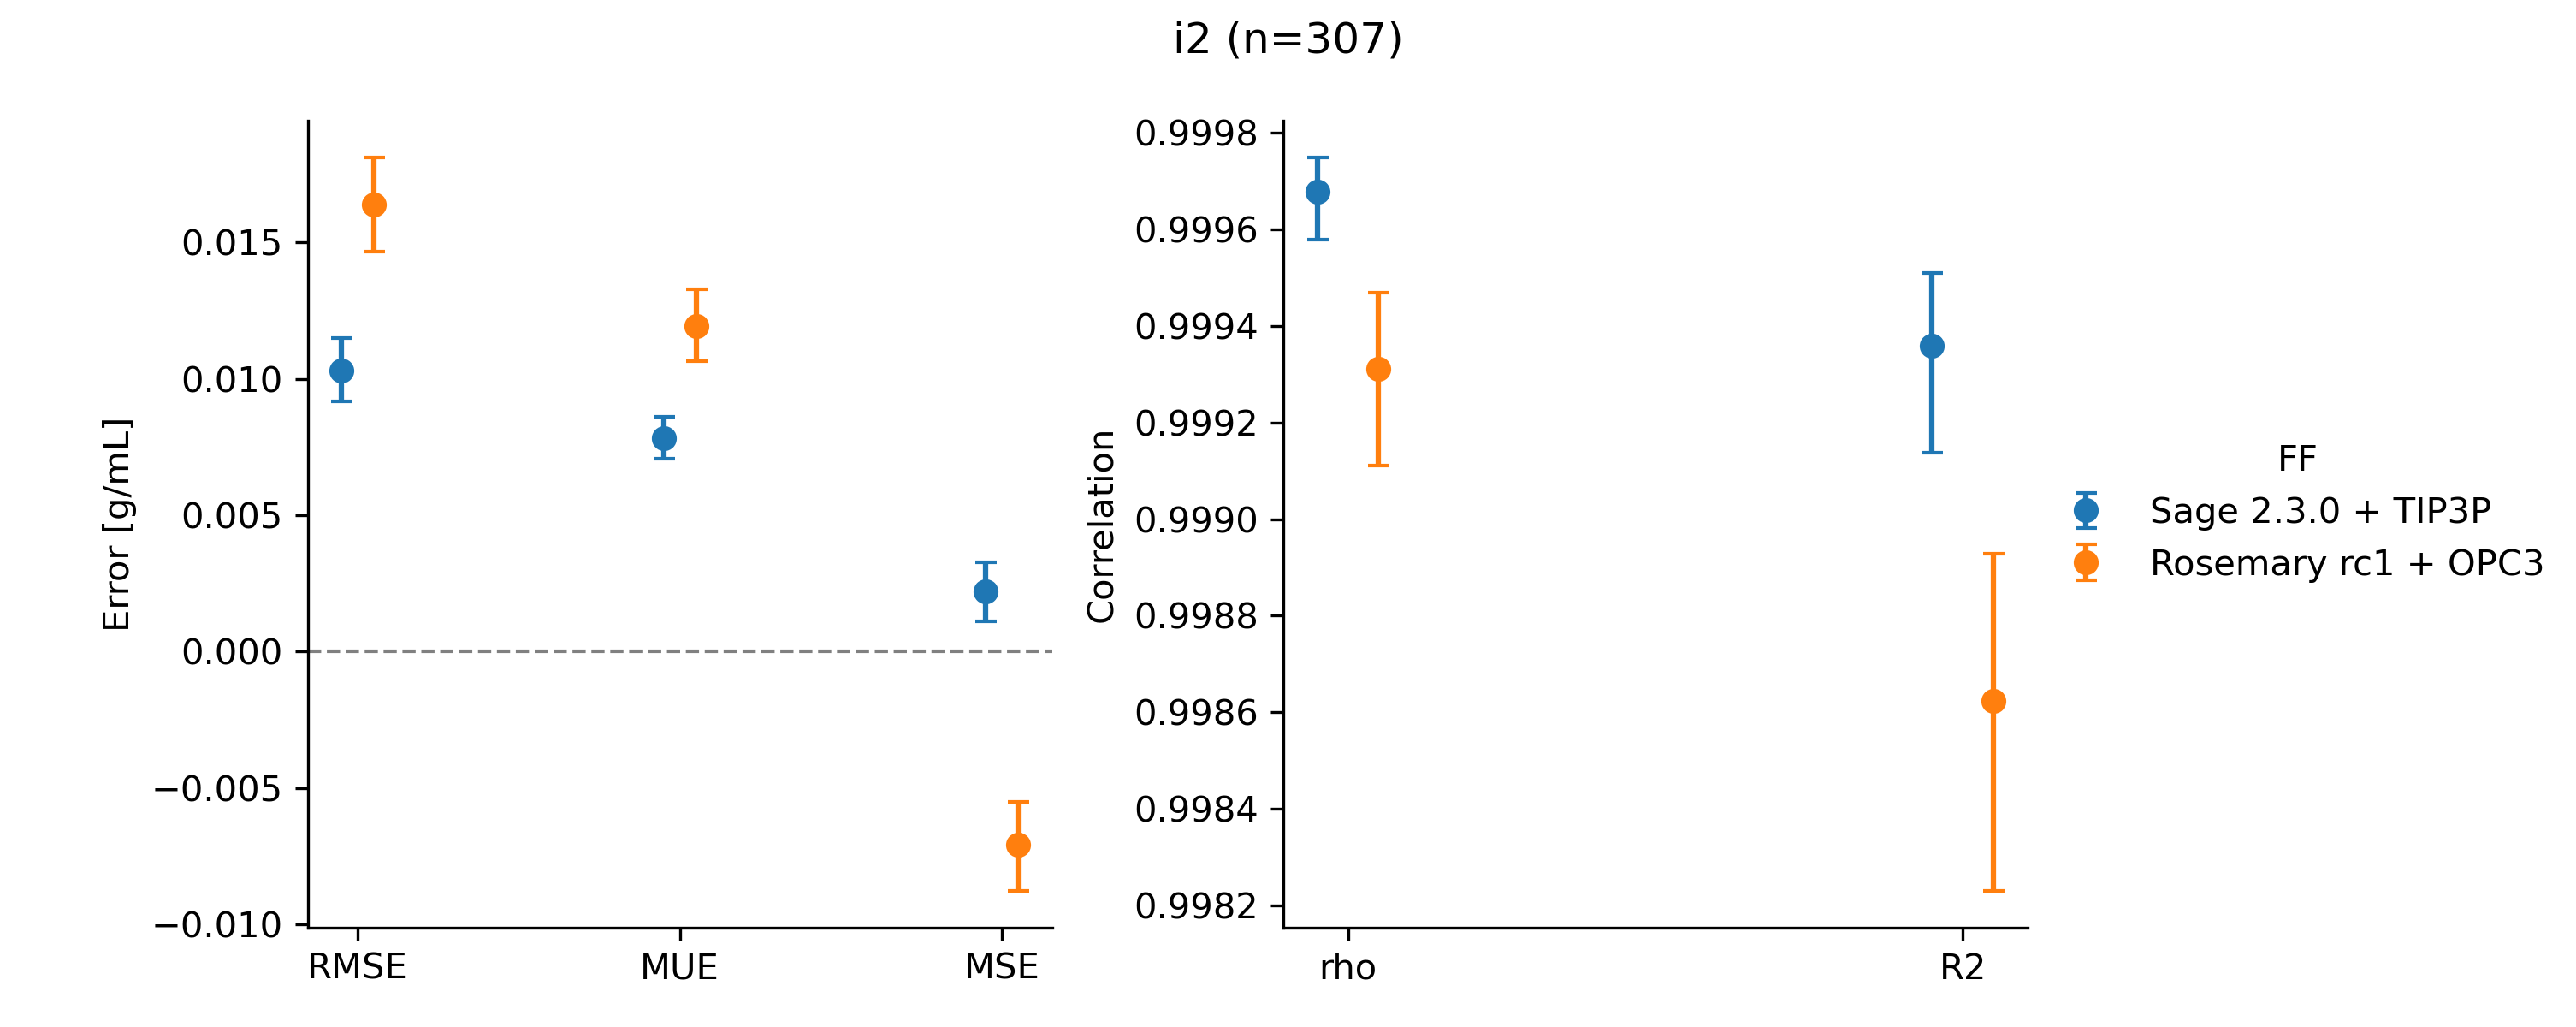 i2 (n=307)
Error [g/mL]
0.015
0.010
0.005
0.000
−0.005
−0.010
RMSE
MUE
MSE
Correlation
0.9998
0.9996
0.9994
0.9992
0.9990
0.9988
0.9986
0.9984
0.9982
rho
R2
FF
Sage 2.3.0 + TIP3P
Rosemary rc1 + OPC3